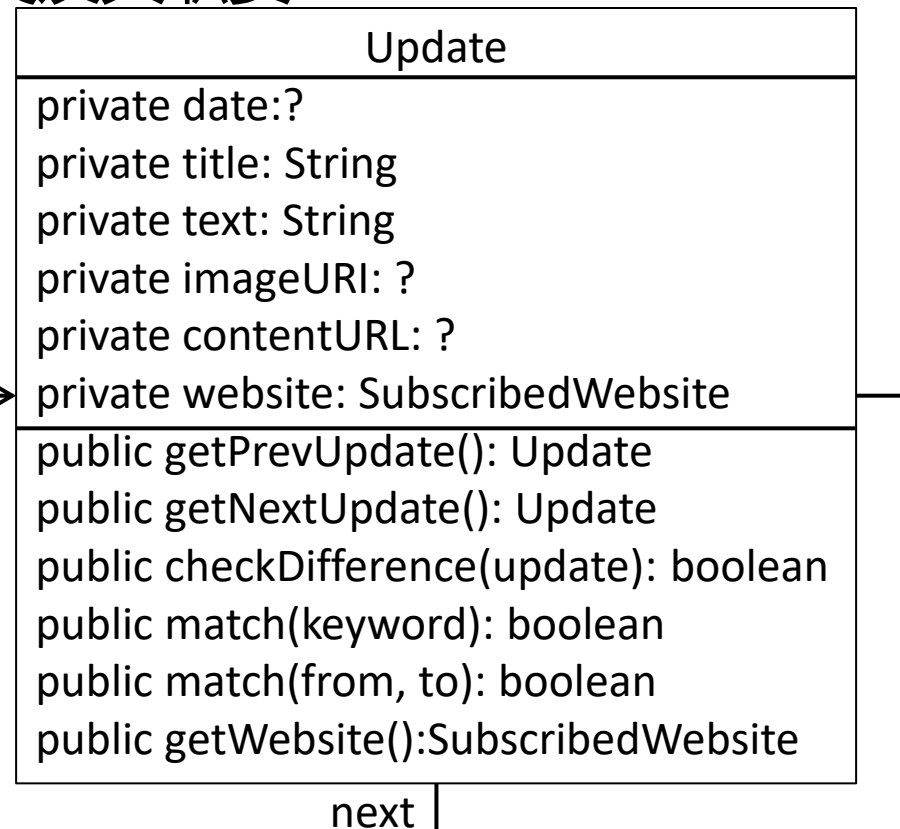 Update
private date:?
private title: String
private text: String
private imageURI: ?
private contentURL: ?
private website: SubscribedWebsite
public getPrevUpdate(): Update
public getNextUpdate(): Update
public checkDifference(update): boolean
public match(keyword): boolean
public match(from, to): boolean
public getWebsite():SubscribedWebsite
next